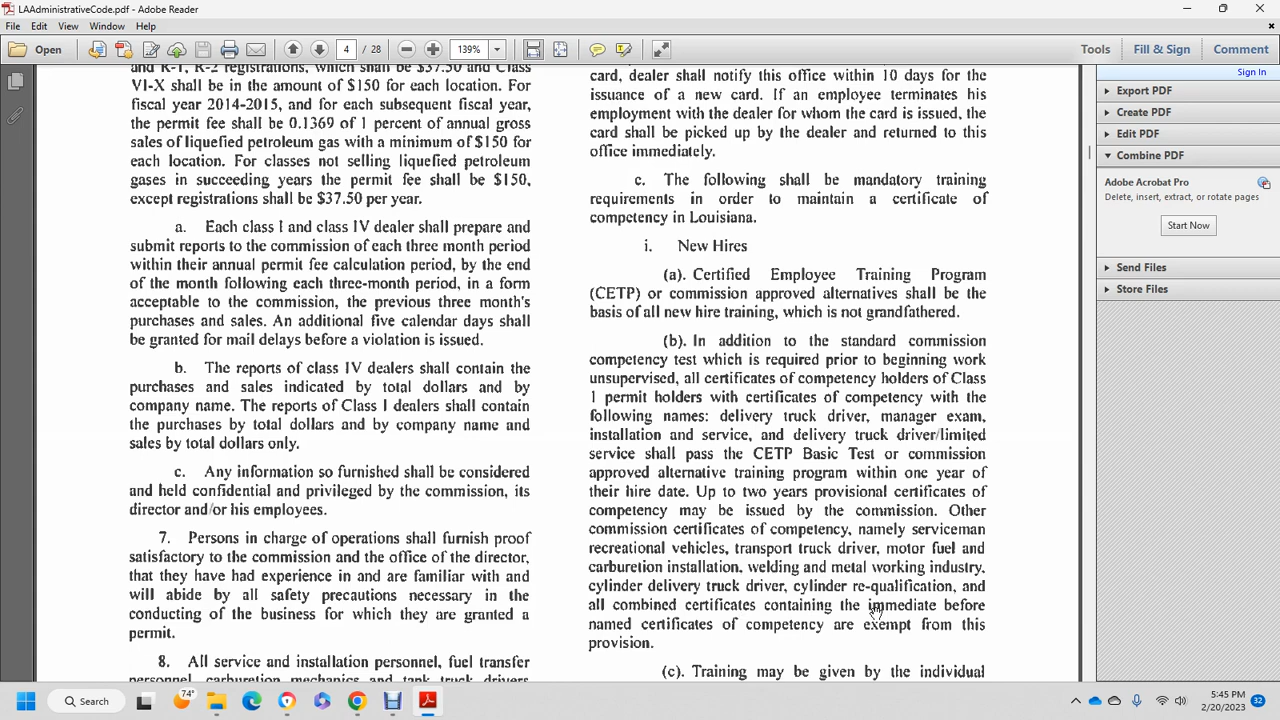 LAAdministrativeCode.pdf - Adobe Reader
File Edit View Window Help
Open 4 / 28 139% Tools Fill & Sign Comment
and R-1, R-2 registrations, which shall be $37.50 and Class
VI-X shall be in the amount of $150 for each location. For
fiscal year 2014-2015, and for each subsequent fiscal year,
the permit fee shall be 0.1369 of 1 percent of annual gross
sales of liquefied petroleum gas with a minimum of $150 for
each location. For classes not selling liquefied petroleum
gases in succeeding years the permit fee shall be $150,
except registrations shall be $37.50 per year.
a. Each class I and class IV dealer shall prepare and
submit reports to the commission of each three month period
within their annual permit fee calculation period, by the end
of the month following each three-month period, in a form
acceptable to the commission, the previous three month's
purchases and sales. An additional five calendar days shall
be granted for mail delays before a violation is issued.
b. The reports of class IV dealers shall contain the
purchases and sales indicated by total dollars and by
company name. The reports of Class I dealers shall contain
the purchases by total dollars and by company name and
sales by total dollars only.
c. Any information so furnished shall be considered
and held confidential and privileged by the commission, its
director and/or his employees.
7. Persons in charge of operations shall furnish proof
satisfactory to the commission and the office of the director,
that they have had experience in and are familiar with and
will abide by all safety precautions necessary in the
conducting of the business for which they are granted a
permit.
8. All service and installation personnel, fuel transfer
personnel, carburetion mechanics and tank truck drivers
card, dealer shall notify this office within 10 days for the
issuance of a new card. If an employee terminates his
employment with the dealer for whom the card is issued, the
card shall be picked up by the dealer and returned to this
office immediately.
c. The following shall be mandatory training
requirements in order to maintain a certificate of
competency in Louisiana.
i. New Hires
(a). Certified Employee Training Program
(CETP) or commission approved alternatives shall be the
basis of all new hire training, which is not grandfathered.
(b). In addition to the standard commission
competency test which is required prior to beginning work
unsupervised, all certificates of competency holders of Class
1 permit holders with certificates of competency with the
following names: delivery truck driver, manager exam,
installation and service, and delivery truck driver/limited
service shall pass the CETP Basic Test or commission
approved alternative training program within one year of
their hire date. Up to two years provisional certificates of
competency may be issued by the commission. Other
commission certificates of competency, namely serviceman
recreational vehicles, transport truck driver, motor fuel and
carburetion installation, welding and metal working industry,
cylinder delivery truck driver, cylinder re-qualification, and
all combined certificates containing the immediate before
named certificates of competency are exempt from this
provision.
(c). Training may be given by the individual
Sign In
Export PDF
Create PDF
Edit PDF
Combine PDF
Adobe Acrobat Pro
Delete, insert, extract, or rotate pages
Start Now
Send Files
Store Files
Search
74°
5:45 PM
2/20/2023
32